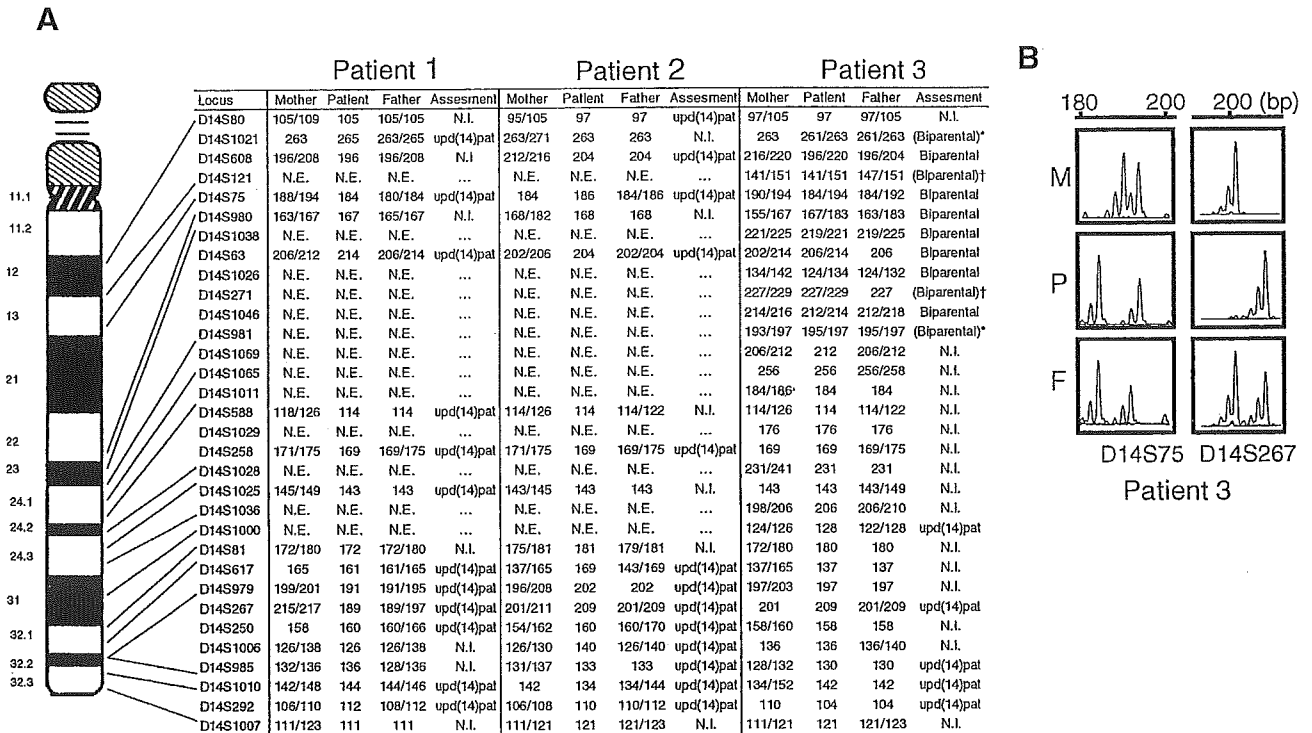 A
B
Patient 1 Patient 2 Patient 3
Locus Mother Patient Father Assesment Mother Patient Father Assesment Mother Patient Father Assesment
D14S80 105/109 105 105/105 N.I. 95/105 97 97 upd(14)pat 97/105 97 97/105 N.I.
D14S1021 263 265 263/265 upd(14)pat 263/271 263 263 N.I. 263 261/263 261/263 (Biparental)*
D14S608 196/208 196 196/208 N.I 212/216 204 204 upd(14)pat 216/220 196/220 196/204 Biparental
D14S121 N.E. N.E. N.E. ... N.E. N.E. N.E. ... 141/151 141/151 147/151 (Biparental)†
D14S75 188/194 184 180/184 upd(14)pat 184 186 184/186 upd(14)pat 190/194 184/194 184/192 Biparental
D14S980 163/167 167 165/167 N.I. 168/182 168 168 N.I. 155/167 167/183 163/183 Biparental
D14S1038 N.E. N.E. N.E. ... N.E. N.E. N.E. ... 221/225 219/221 219/225 Biparental
D14S63 206/212 214 206/214 upd(14)pat 202/206 204 202/204 upd(14)pat 202/214 206/214 206 Biparental
D14S1026 N.E. N.E. N.E. ... N.E. N.E. N.E. ... 134/142 124/134 124/132 Biparental
D14S271 N.E. N.E. N.E. ... N.E. N.E. N.E. ... 227/229 227/229 227 (Biparental)†
D14S1046 N.E. N.E. N.E. ... N.E. N.E. N.E. ... 214/216 212/214 212/218 Biparental
D14S981 N.E. N.E. N.E. ... N.E. N.E. N.E. ... 193/197 195/197 195/197 (Biparental)*
D14S1069 N.E. N.E. N.E. ... N.E. N.E. N.E. ... 206/212 212 206/212 N.I.
D14S1065 N.E. N.E. N.E. ... N.E. N.E. N.E. ... 256 256 256/258 N.I.
D14S1011 N.E. N.E. N.E. ... N.E. N.E. N.E. ... 184/186 184 184 N.I.
D14S588 118/126 114 114 upd(14)pat 114/126 114 114/122 N.I. 114/126 114 114/122 N.I.
D14S1029 N.E. N.E. N.E. ... N.E. N.E. N.E. ... 176 176 176 N.I.
D14S258 171/175 169 169/175 upd(14)pat 171/175 169 169/175 upd(14)pat 169 169 169/175 N.I.
D14S1028 N.E. N.E. N.E. ... N.E. N.E. N.E. ... 231/241 231 231 N.I.
D14S1025 145/149 143 143 upd(14)pat 143/145 143 143 N.I. 143 143 143/149 N.I.
D14S1036 N.E. N.E. N.E. ... N.E. N.E. N.E. ... 198/206 206 206/210 N.I.
D14S1000 N.E. N.E. N.E. ... N.E. N.E. N.E. ... 124/126 128 122/128 upd(14)pat
D14S81 172/180 172 172/180 N.I. 175/181 181 179/181 N.I. 172/180 180 180 N.I.
D14S617 165 161 161/165 upd(14)pat 137/165 169 143/169 upd(14)pat 137/165 137 137 N.I.
D14S979 199/201 191 191/195 upd(14)pat 196/208 202 202 upd(14)pat 197/203 197 197 N.I.
D14S267 215/217 189 189/197 upd(14)pat 201/211 209 201/209 upd(14)pat 201 209 201/209 upd(14)pat
D14S250 158 160 160/166 upd(14)pat 154/162 160 160/170 upd(14)pat 158/160 158 158 N.I.
D14S1006 126/138 126 126/138 N.I. 126/130 140 126/140 upd(14)pat 136 136 136/140 N.I.
D14S985 132/136 136 128/136 N.I. 131/137 133 133 upd(14)pat 128/132 130 130 upd(14)pat
D14S1010 142/148 144 144/146 upd(14)pat 142 134 134/144 upd(14)pat 134/152 142 142 upd(14)pat
D14S292 106/110 112 108/112 upd(14)pat 106/108 110 110/112 upd(14)pat 110 104 104 upd(14)pat
D14S1007 111/123 111 111 N.I. 111/121 121 121/123 N.I. 111/121 121 121/123 N.I.
11.1
11.2
12
13
21
22
23
24.1
24.2
24.3
31
32.1
32.2
32.3
180 200 200 (bp)
M
P
F
D14S75 D14S267
Patient 3